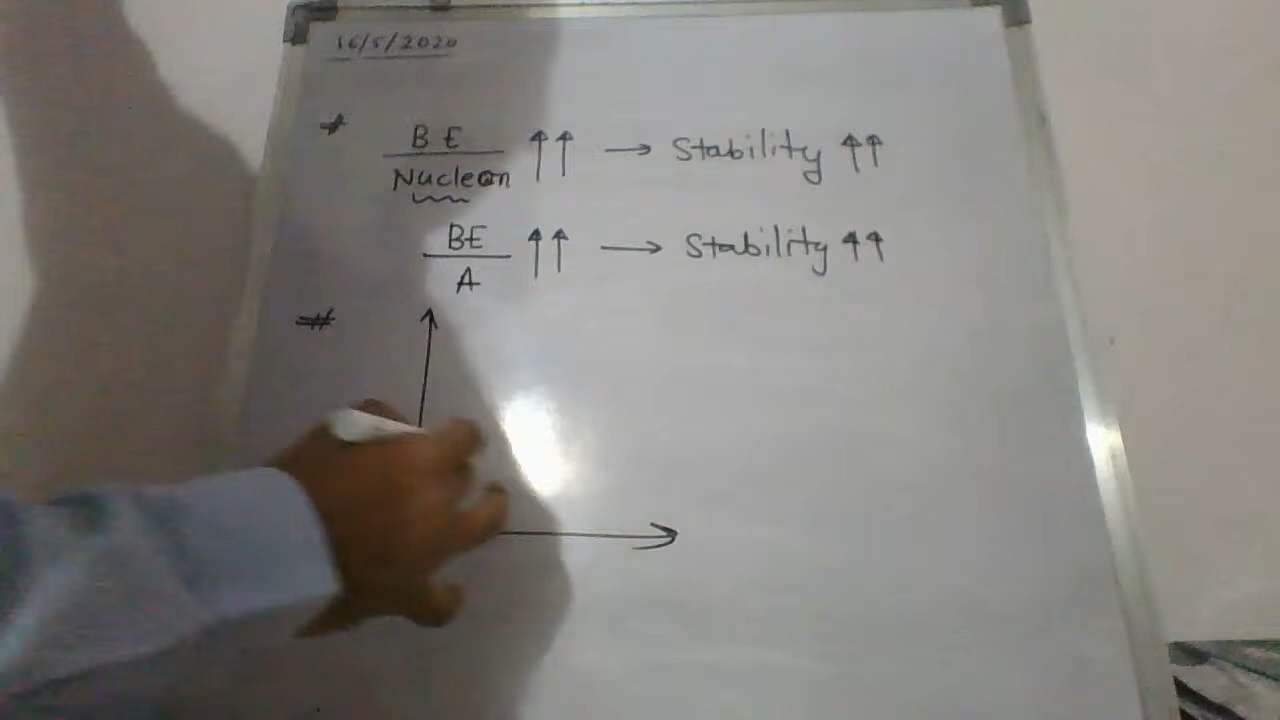 16/5/2020
* BE/Nucleon ↑↑ → Stability ↑↑
BE/A ↑↑ → Stability ↑↑
#